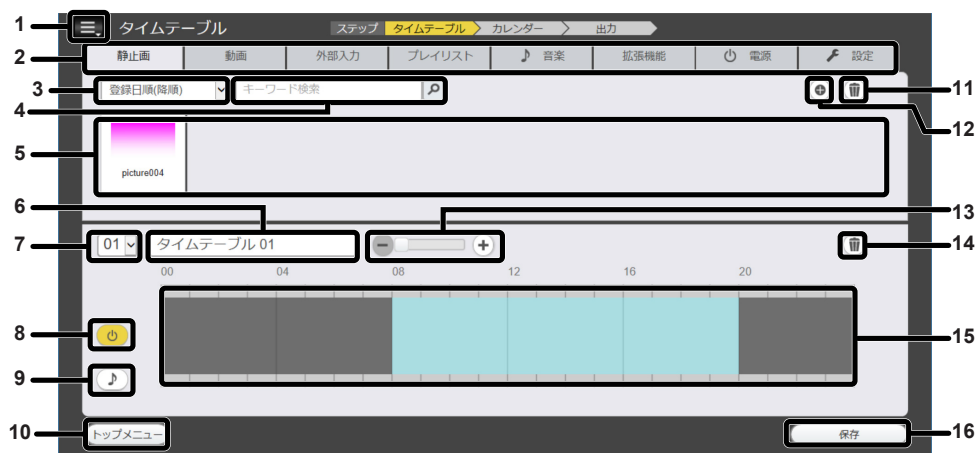 1
タイムテーブル
ステップ タイムテーブル カレンダー 出力
2
静止画 動画 外部入力 プレイリスト 音楽 拡張機能 電源 設定
3
登録日順(降順) キーワード検索
11
4
12
5
picture004
6
13
7
01 タイムテーブル 01
14
00 04 08 12 16 20
8
15
9
10
トップメニュー
保存
16